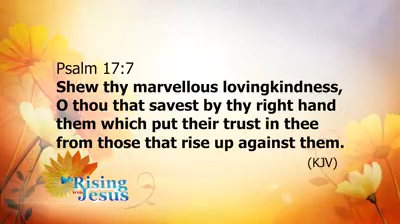 Psalm 17:7
Shew thy marvellous lovingkindness,
O thou that savest by thy right hand
them which put their trust in thee
from those that rise up against them.
(KJV)
Rising
With
Jesus